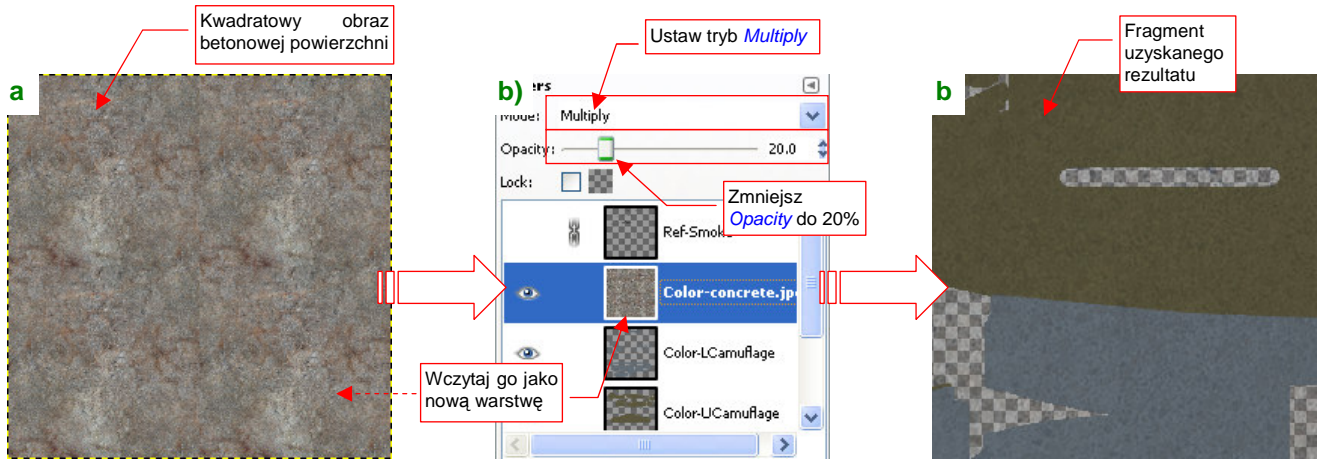 Kwadratowy obraz
betonowej powierzchni
a
Ustaw tryb Multiply
b)
ers
Mode: Multiply
Opacity: 20.0
Lock:
Zmniejsz
Opacity do 20%
Ref-Smoke
Color-concrete.jp
Color-LCamuflage
Color-UCamuflage
Wczytaj go jako
nową warstwę
b
Fragment
uzyskanego
rezultatu